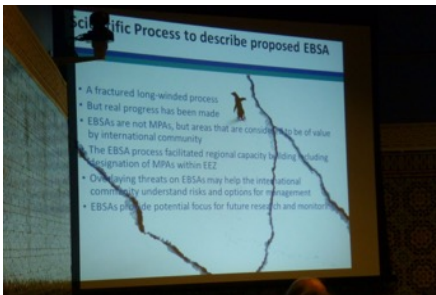 Scientific Process to describe proposed EBSA
• A fractured long-winded process
• But real progress has been made
• EBSAs are not MPAs, but areas that are considered to be of value
by international community
• The EBSA process facilitated regional capacity building including
designation of MPAs within EEZ
• Overlaying threats on EBSAs may help the international
community understand risks and options for management
• EBSAs provide potential focus for future research and monitoring